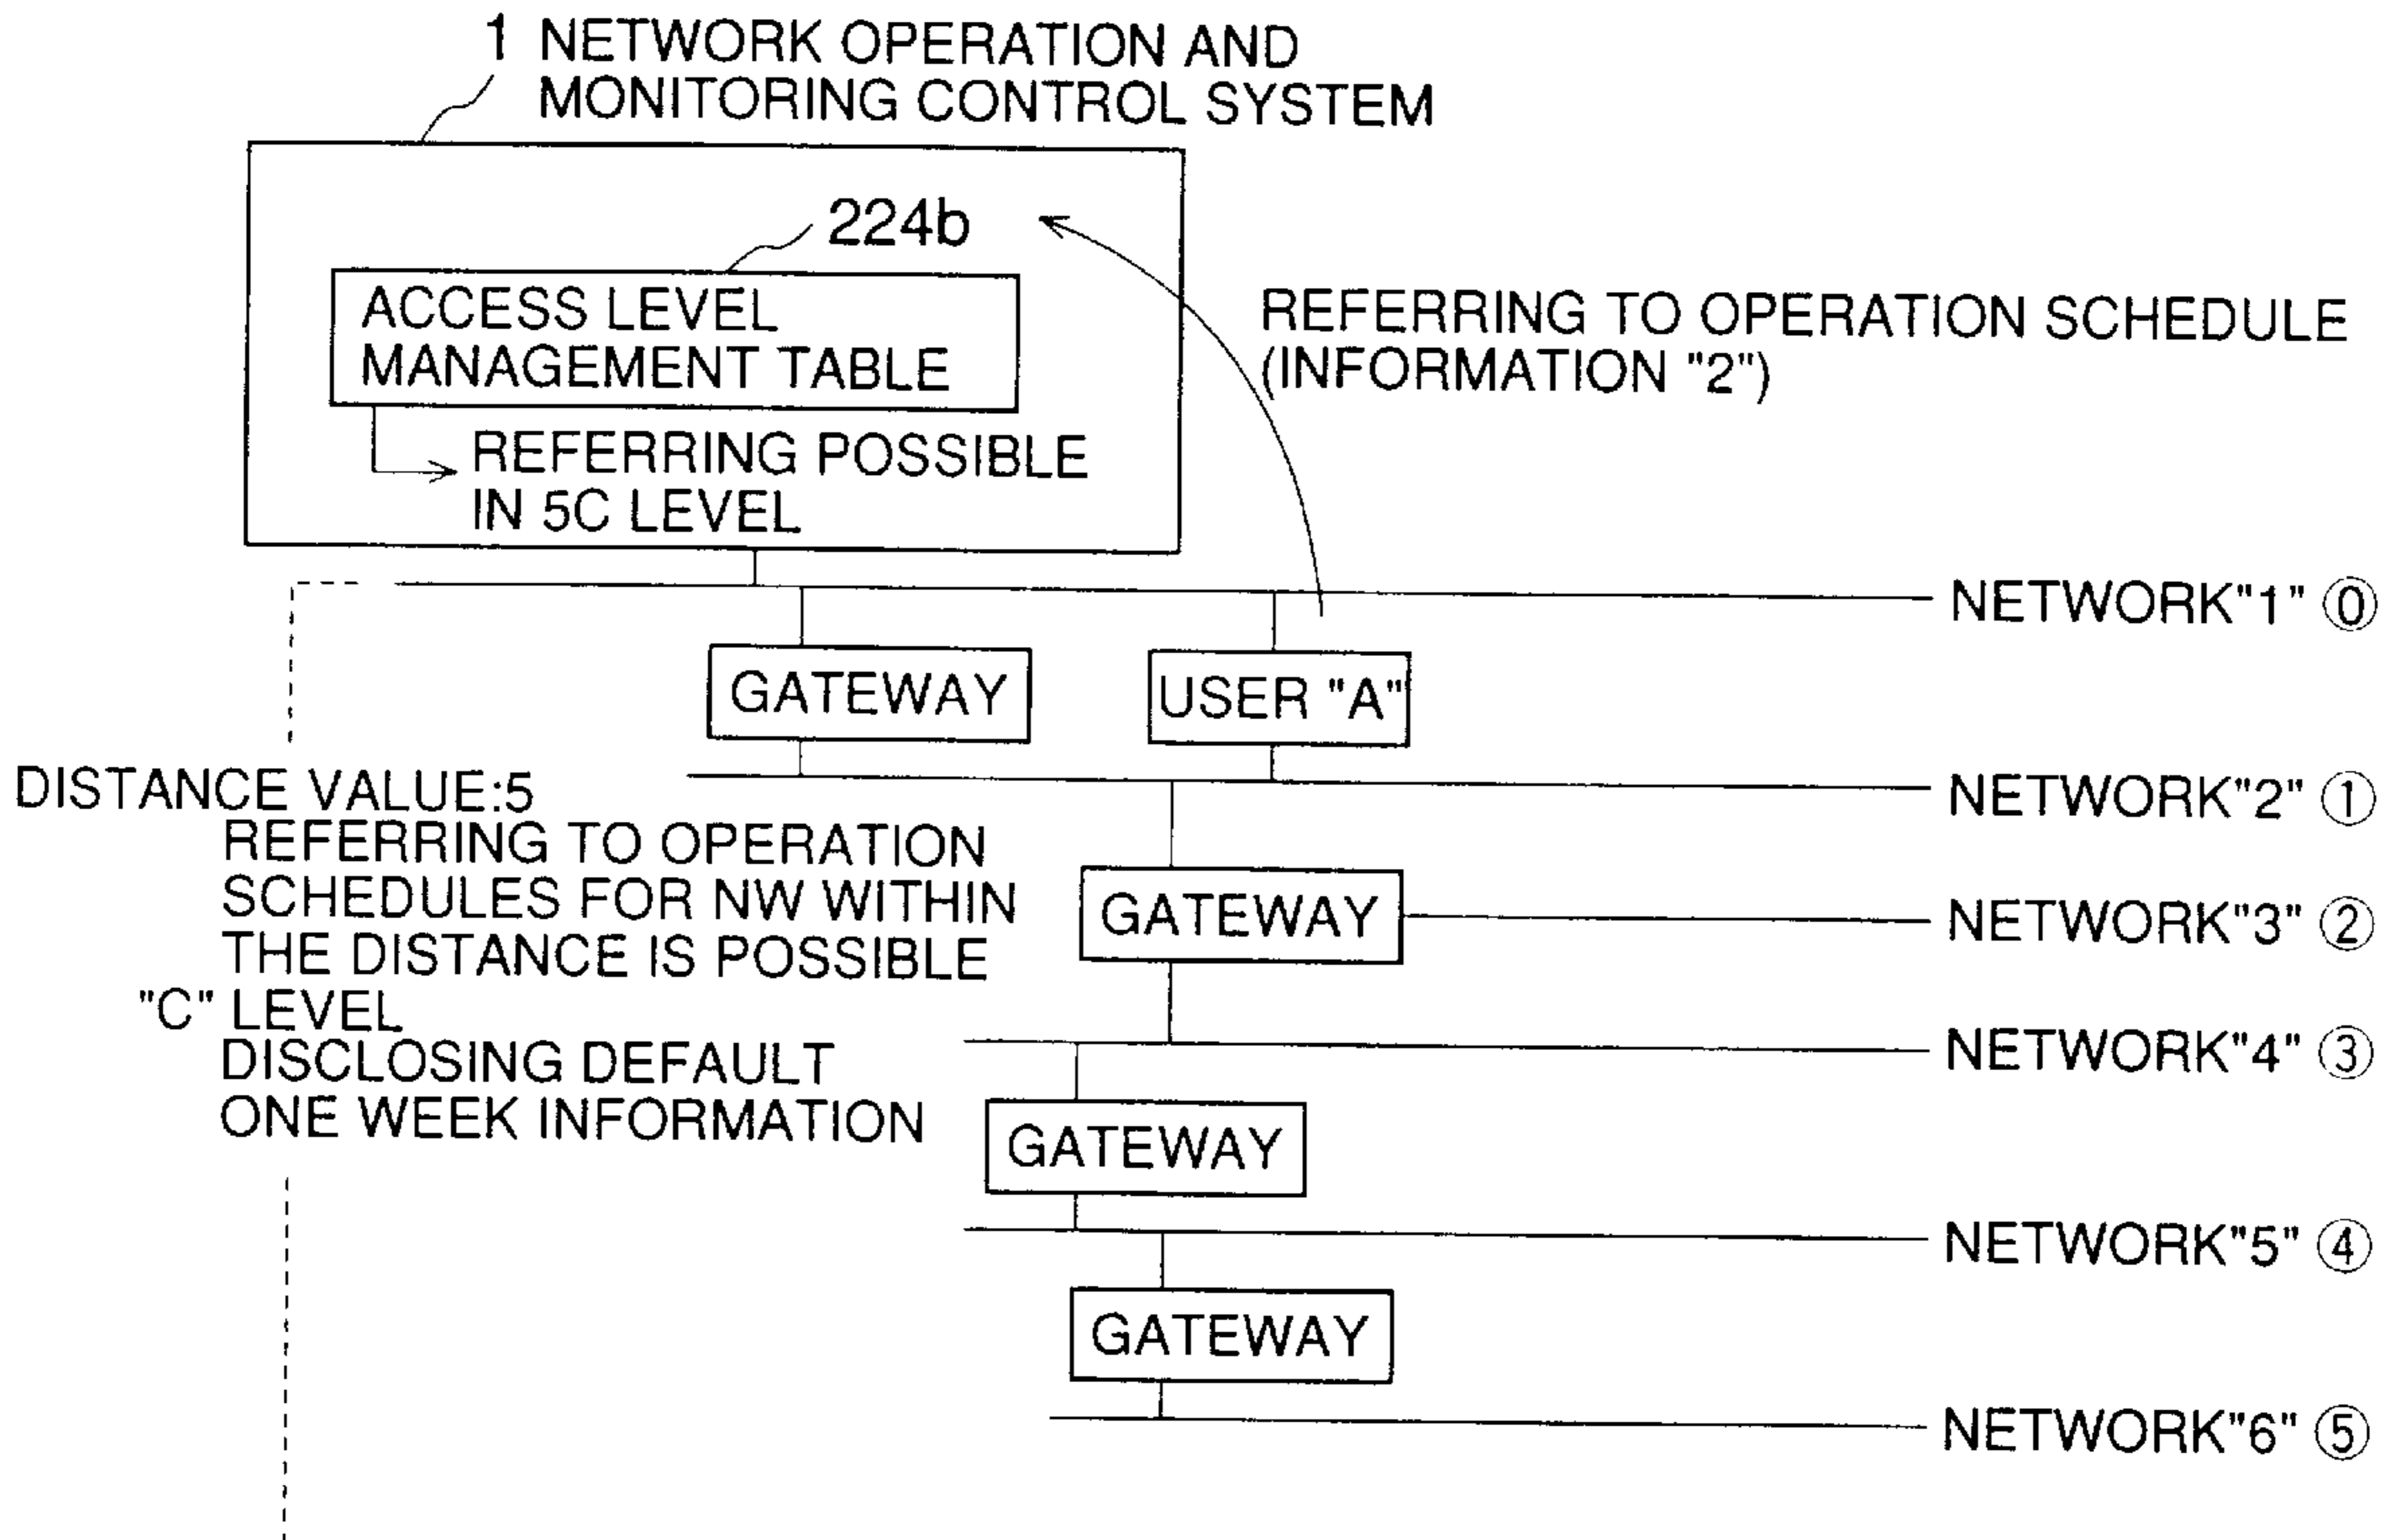 1 NETWORK OPERATION AND
MONITORING CONTROL SYSTEM
224b
ACCESS LEVEL
MANAGEMENT TABLE
REFERRING POSSIBLE
IN 5C LEVEL
REFERRING TO OPERATION SCHEDULE
(INFORMATION "2")
NETWORK"1" ⓪
GATEWAY
USER "A"
NETWORK"2" ①
DISTANCE VALUE:5
REFERRING TO OPERATION
SCHEDULES FOR NW WITHIN
THE DISTANCE IS POSSIBLE
"C" LEVEL
DISCLOSING DEFAULT
ONE WEEK INFORMATION
GATEWAY
NETWORK"3" ②
NETWORK"4" ③
GATEWAY
NETWORK"5" ④
GATEWAY
NETWORK"6" ⑤